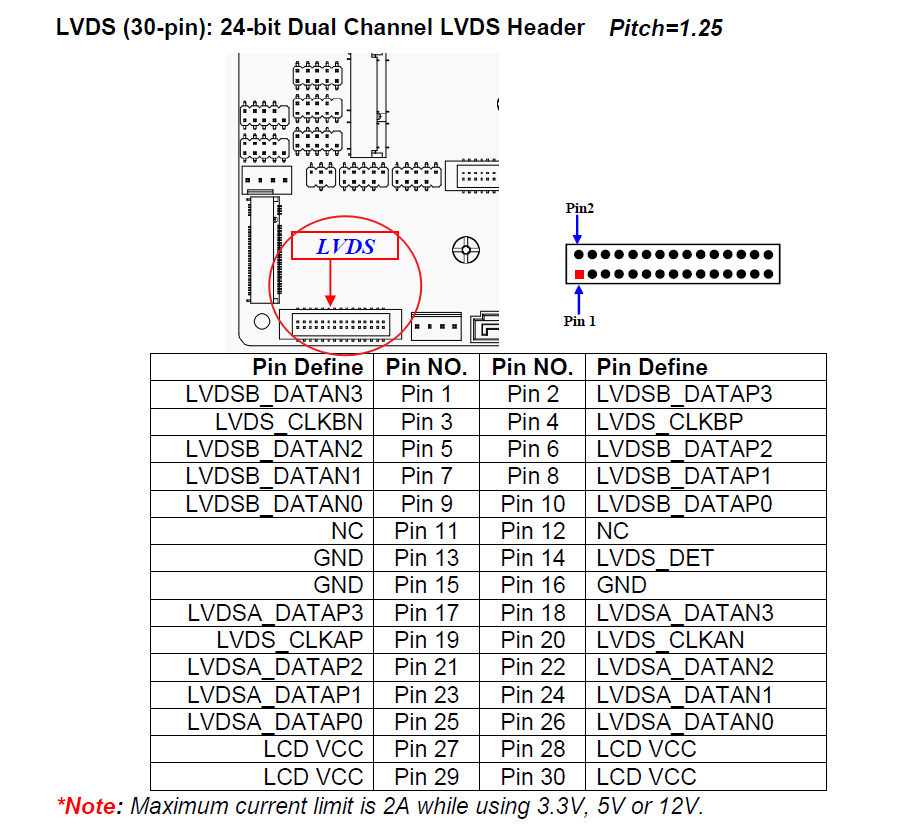 LVDS (30-pin): 24-bit Dual Channel LVDS Header Pitch=1.25
LVDS
Pin2
Pin 1
Pin Define Pin NO. Pin NO. Pin Define
LVDSB_DATAN3 Pin 1 Pin 2 LVDSB_DATAP3
LVDS_CLKBN Pin 3 Pin 4 LVDS_CLKBP
LVDSB_DATAN2 Pin 5 Pin 6 LVDSB_DATAP2
LVDSB_DATAN1 Pin 7 Pin 8 LVDSB_DATAP1
LVDSB_DATAN0 Pin 9 Pin 10 LVDSB_DATAP0
NC Pin 11 Pin 12 NC
GND Pin 13 Pin 14 LVDS_DET
GND Pin 15 Pin 16 GND
LVDSA_DATAP3 Pin 17 Pin 18 LVDSA_DATAN3
LVDS_CLKAP Pin 19 Pin 20 LVDS_CLKAN
LVDSA_DATAP2 Pin 21 Pin 22 LVDSA_DATAN2
LVDSA_DATAP1 Pin 23 Pin 24 LVDSA_DATAN1
LVDSA_DATAP0 Pin 25 Pin 26 LVDSA_DATAN0
LCD VCC Pin 27 Pin 28 LCD VCC
LCD VCC Pin 29 Pin 30 LCD VCC
*Note: Maximum current limit is 2A while using 3.3V, 5V or 12V.